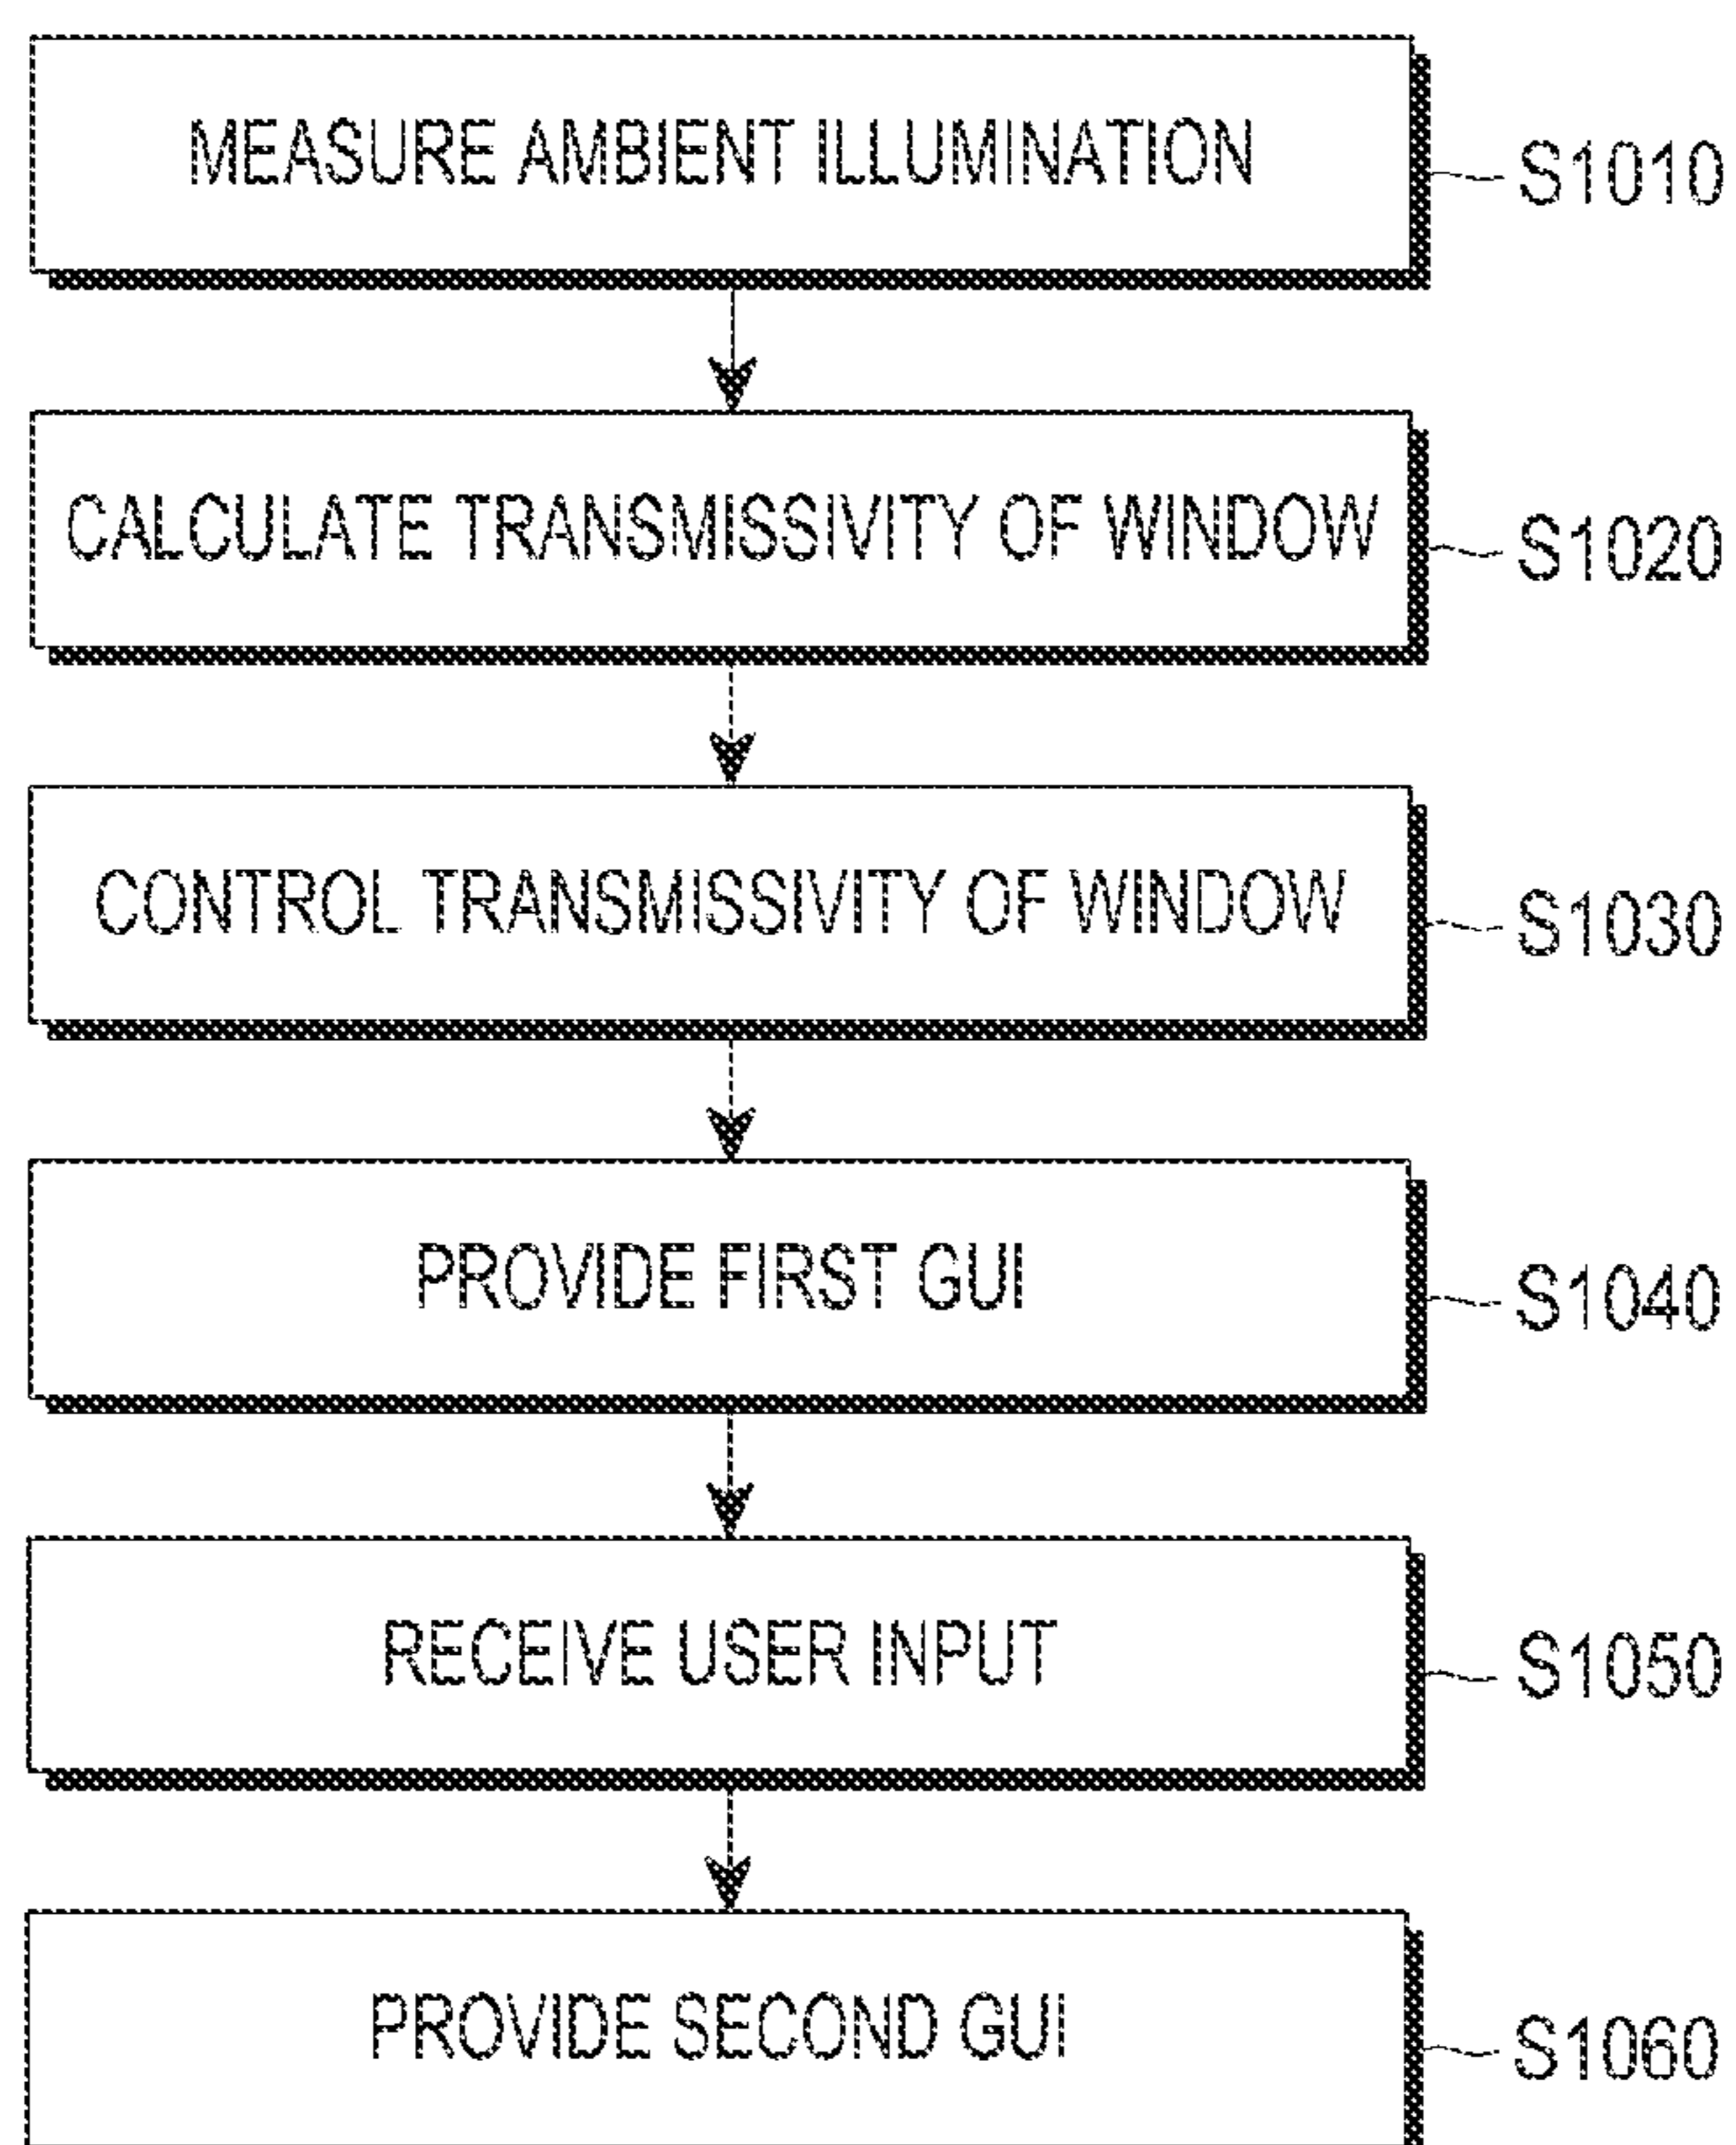 MEASURE AMBIENT ILLUMINATION
S1010
CALCULATE TRANSMISSIVITY OF WINDOW
S1020
CONTROL TRANSMISSIVITY OF WINDOW
S1030
PROVIDE FIRST GUI
S1040
RECEIVE USER INPUT
S1050
PROVIDE SECOND GUI
S1060